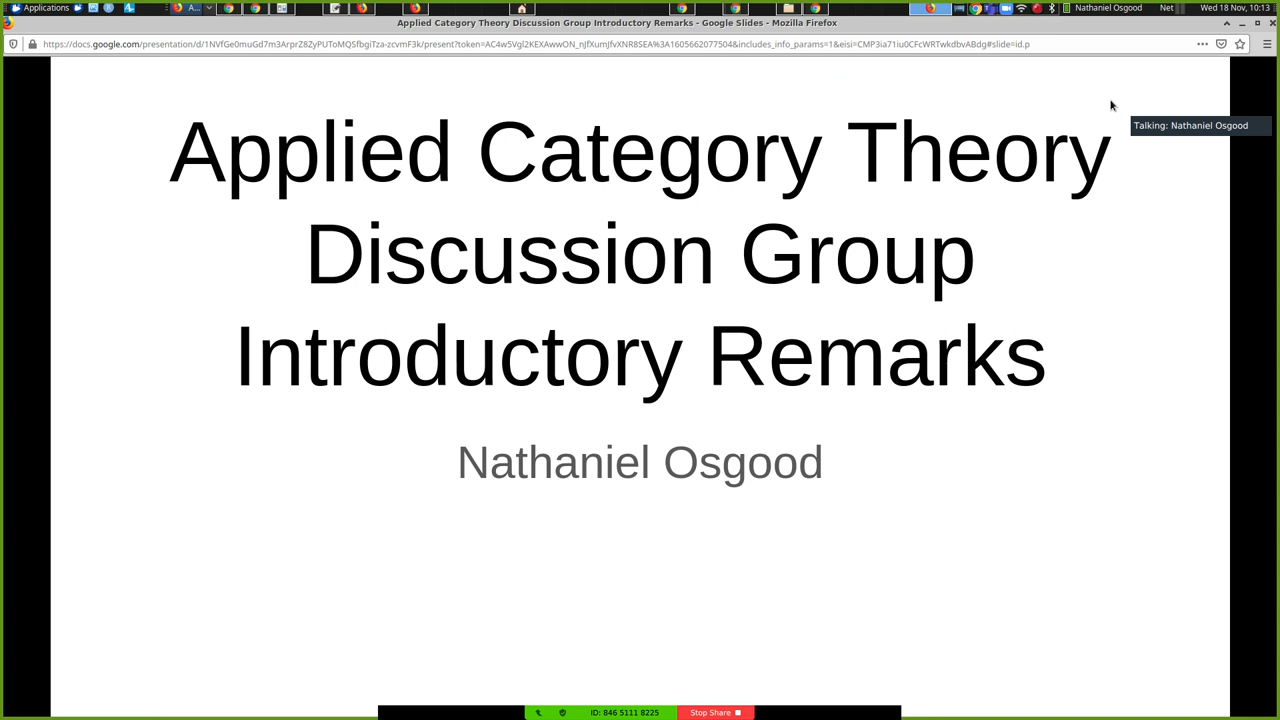 Applications
A...
Nathaniel Osgood
Net
Wed 18 Nov, 10:13
Applied Category Theory Discussion Group Introductory Remarks - Google Slides - Mozilla Firefox
Talking: Nathaniel Osgood
Applied Category Theory
Discussion Group
Introductory Remarks
Nathaniel Osgood
ID: 846 5111 8225
Stop Share